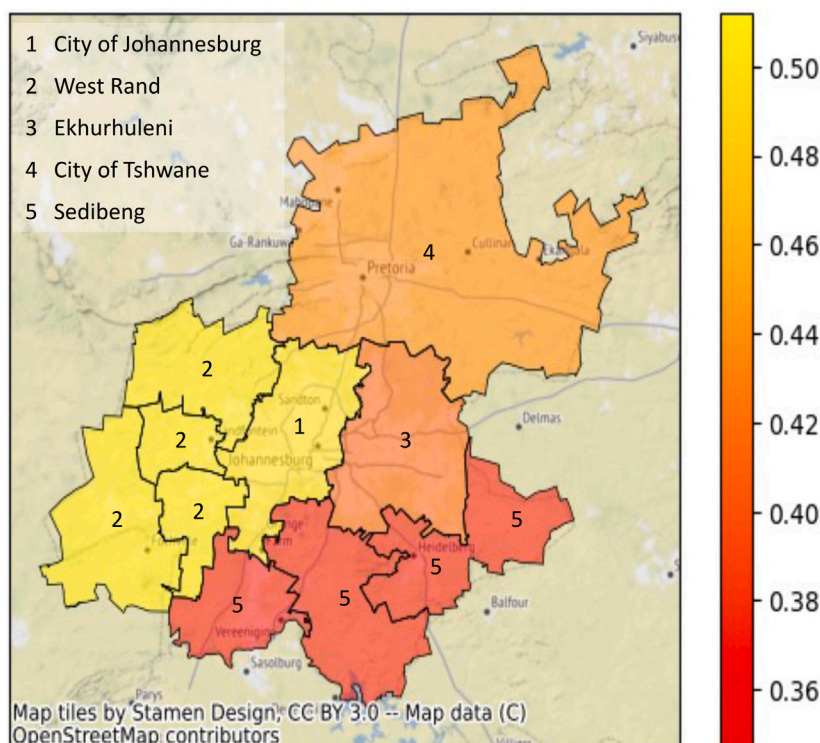 1 City of Johannesburg
2 West Rand
3 Ekhurhuleni
4 City of Tshwane
5 Sedibeng
Siyabus
Ga-Rankuw
Cullinan
4
Pretoria
2
Sandton
1
2
Johannesburg
3
Delmas
2
2
5
5
Heidelberg
5
5
Balfour
Vereeniging
Sasolburg
Parys
Map tiles by Stamen Design, CC BY 3.0 -- Map data (C)
OpenStreetMap contributors
0.50
0.48
0.46
0.44
0.42
0.40
0.38
0.36